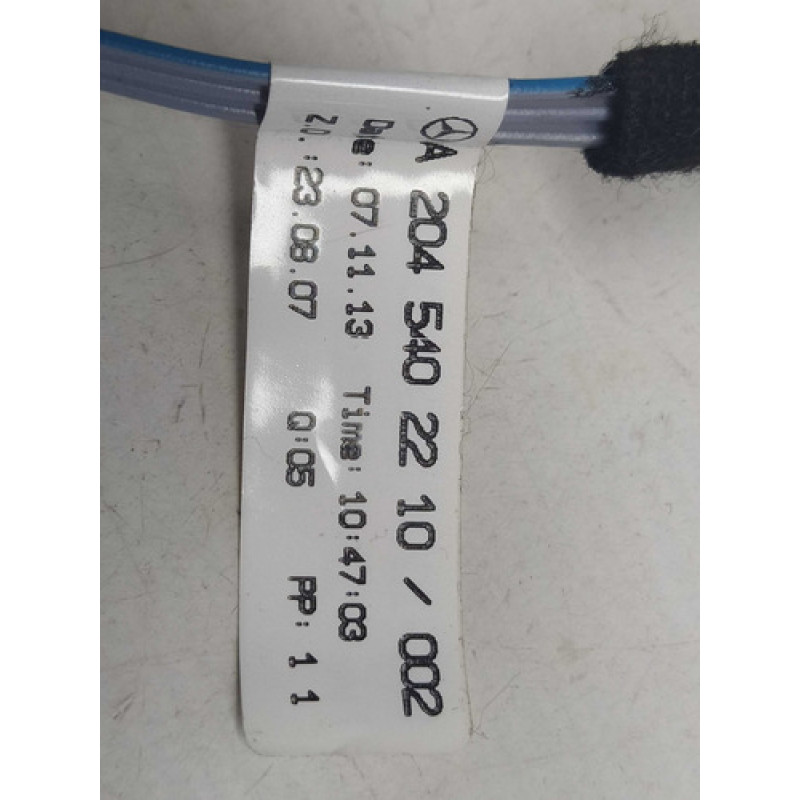 A 204 540 22 10 / 002
Date: 07.11.13 Time: 10:47:03
Z.O.:23.08.07 Q:05 PP: 1 1